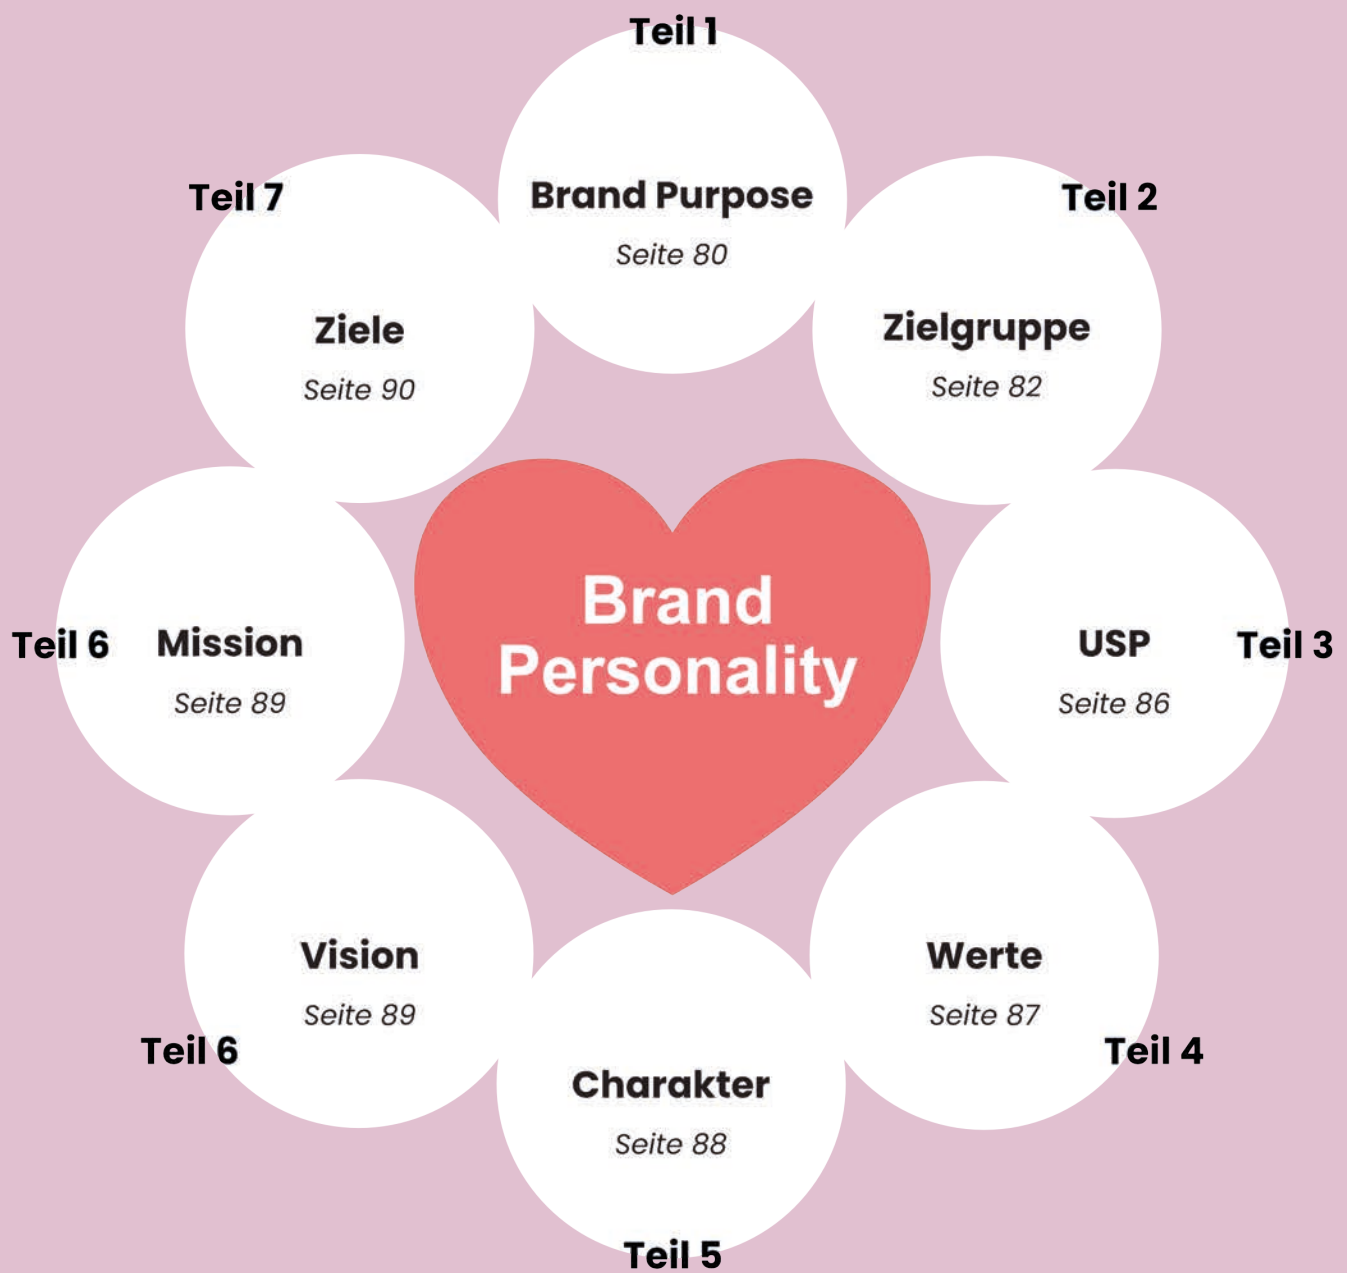 Teil 1
Brand Purpose
Seite 80
Teil 2
Zielgruppe
Seite 82
USP
Teil 3
Seite 86
Werte
Seite 87
Teil 4
Charakter
Seite 88
Teil 5
Vision
Seite 89
Teil 6
Teil 6
Mission
Seite 89
Teil 7
Ziele
Seite 90
Brand
Personality